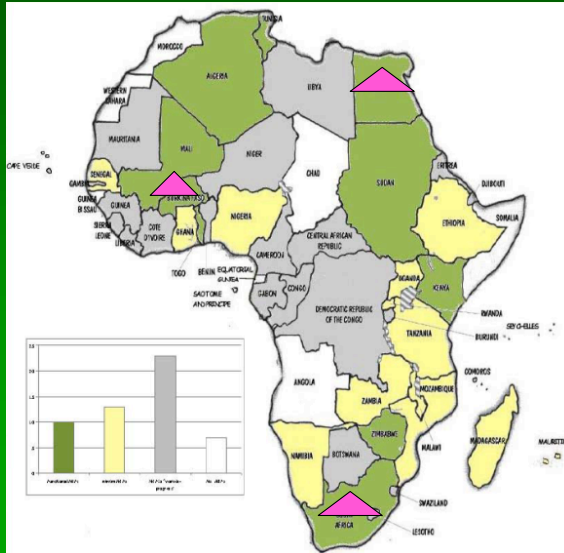 TUNISIA
MOROCCO
ALGERIA
LIBYA
WESTERN
SAHARA
MAURITANIA
MALI
NIGER
CHAD
SUDAN
ERITREA
CAPE VERDE
SENEGAL
GAMBIA
GUINEA
BISSAU
GUINEA
SIERRA
LEONE
LIBERIA
COTE
D'IVOIRE
GHANA
TOGO
BENIN
NIGERIA
DJIBOUTI
SOMALIA
ETHIOPIA
CENTRAL AFRICAN
REPUBLIC
CAMEROON
EQUATORIAL
GUINEA
SAO TOME
AND PRINCIPE
GABON
CONGO
DEMOCRATIC REPUBLIC
OF THE CONGO
UGANDA
KENYA
RWANDA
BURUNDI
TANZANIA
SEYCHELLES
COMOROS
ANGOLA
ZAMBIA
MOZAMBIQUE
MALAWI
ZIMBABWE
MADAGASCAR
NAMIBIA
BOTSWANA
SWAZILAND
LESOTHO
AFRICA